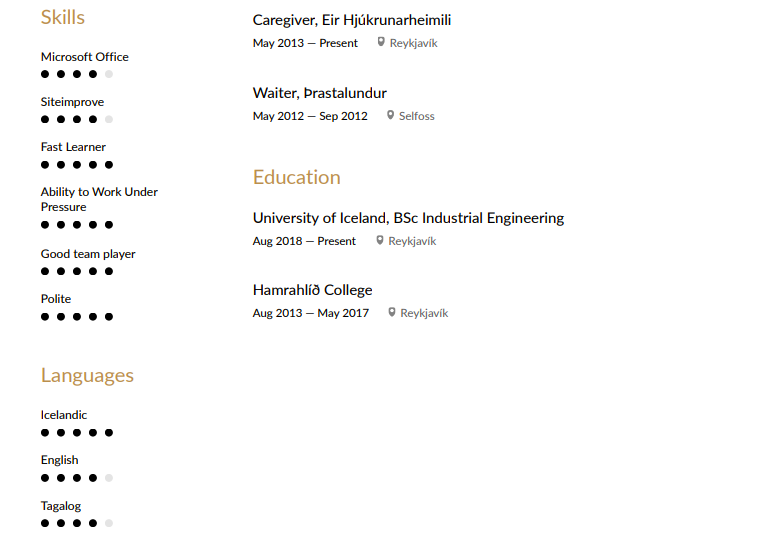 Skills
Microsoft Office
Siteimprove
Fast Learner
Ability to Work Under
Pressure
Good team player
Polite
Languages
Icelandic
English
Tagalog
Caregiver, Eir Hjúkrunarheimili
May 2013 — Present Reykjavík
Waiter, Þrastalundur
May 2012 — Sep 2012 Selfoss
Education
University of Iceland, BSc Industrial Engineering
Aug 2018 — Present Reykjavík
Hamrahlíð College
Aug 2013 — May 2017 Reykjavík